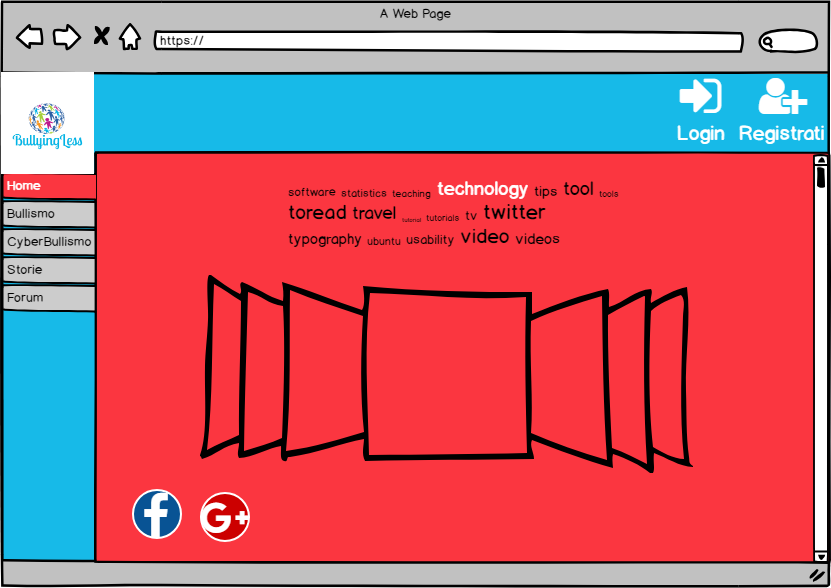 A Web Page
https://
Login Registrati
BullyingLess
Home
Bullismo
CyberBullismo
Storie
Forum
software statistics teaching technology tips tool tools
toread travel tutorial tutorials tv twitter
typography ubuntu usability video videos
f G+